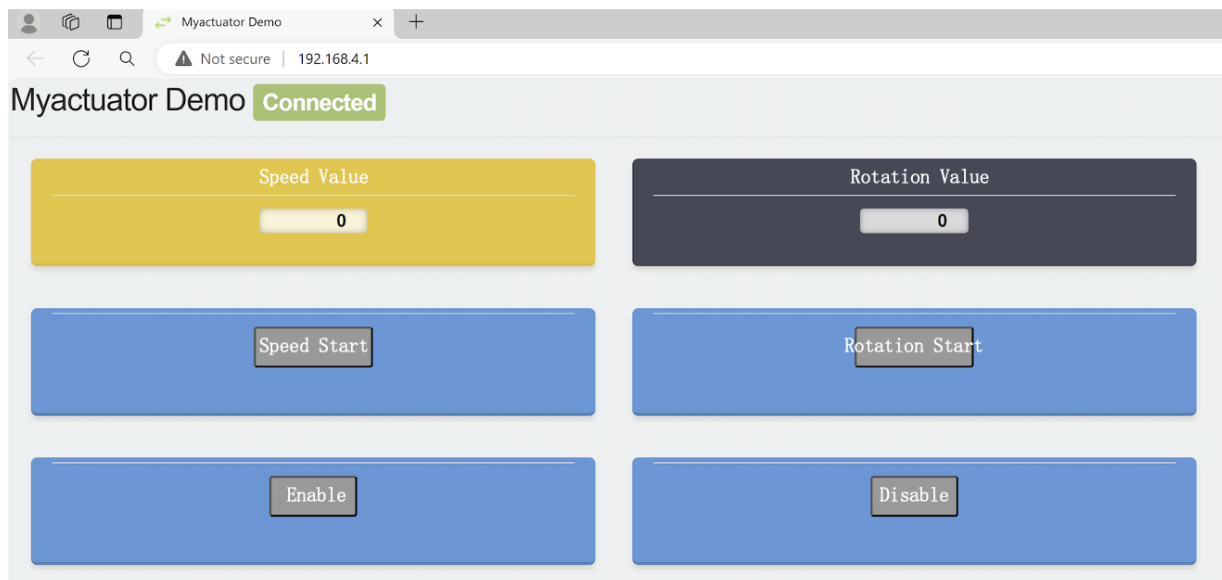 Myactuator Demo
Not secure 192.168.4.1
Myactuator Demo Connected
Speed Value
0
Rotation Value
0
Speed Start
Rotation Start
Enable
Disable